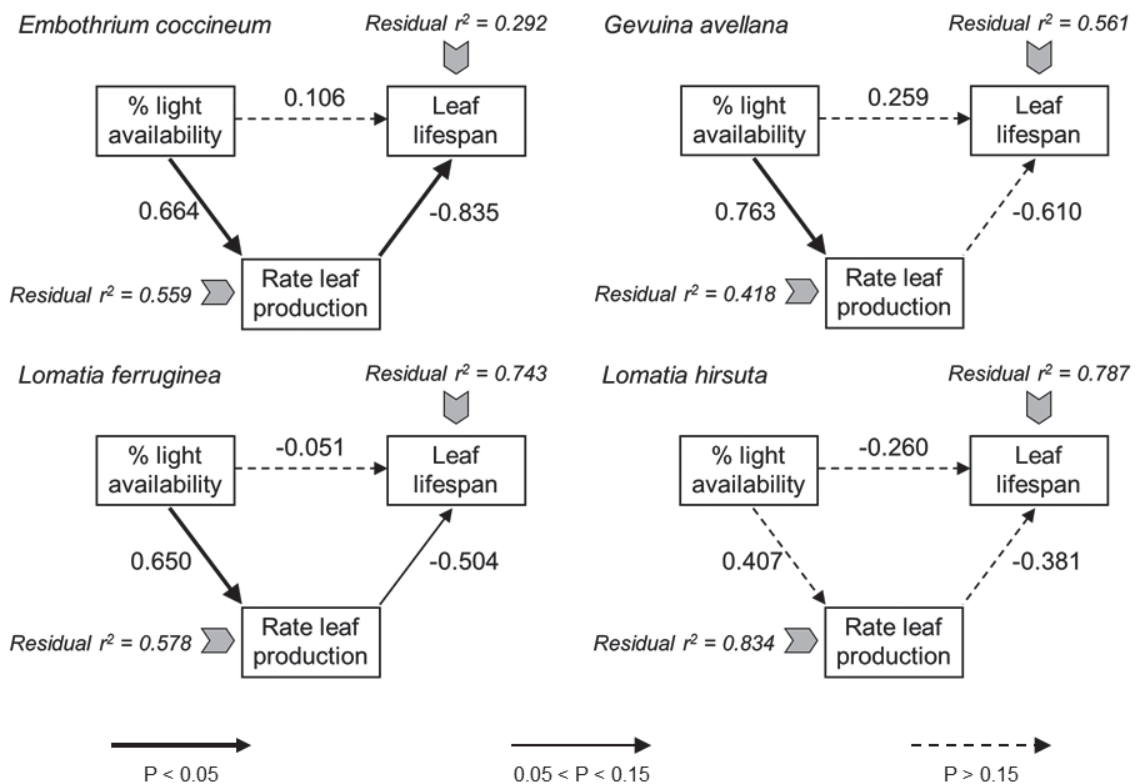 Embothrium coccineum
Residual r² = 0.292
% light
availability
0.106
Leaf
lifespan
0.664
-0.835
Residual r² = 0.559
Rate leaf
production
Gevuina avellana
Residual r² = 0.561
% light
availability
0.259
Leaf
lifespan
0.763
-0.610
Residual r² = 0.418
Rate leaf
production
Lomatia ferruginea
Residual r² = 0.743
% light
availability
-0.051
Leaf
lifespan
0.650
-0.504
Residual r² = 0.578
Rate leaf
production
Lomatia hirsuta
Residual r² = 0.787
% light
availability
-0.260
Leaf
lifespan
0.407
-0.381
Residual r² = 0.834
Rate leaf
production
P < 0.05
0.05 < P < 0.15
P > 0.15